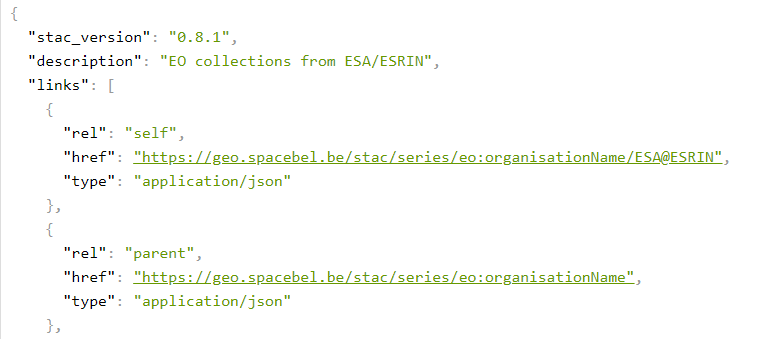 {
"stac_version": "0.8.1",
"description": "EO collections from ESA/ESRIN",
"links": [
{
"rel": "self",
"href": "https://geo.spacebel.be/stac/series/eo:organisationName/ESA@ESRIN",
"type": "application/json"
},
{
"rel": "parent",
"href": "https://geo.spacebel.be/stac/series/eo:organisationName",
"type": "application/json"
},